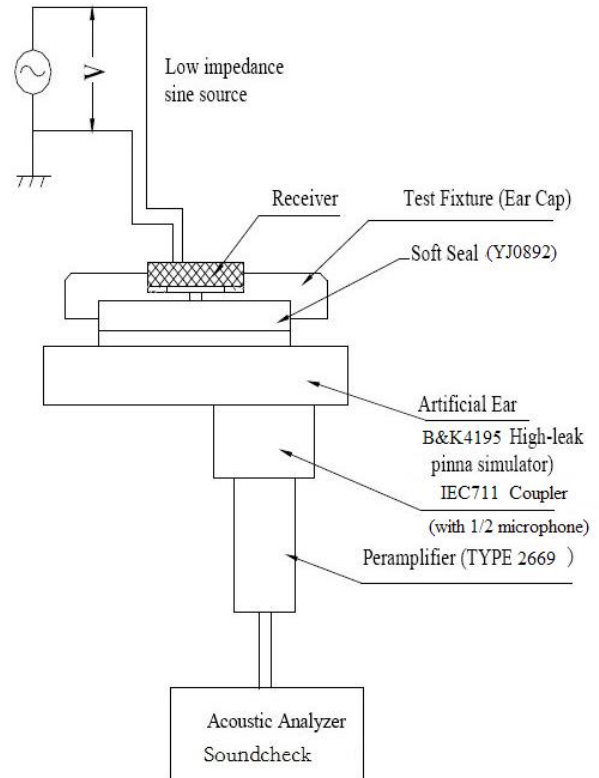 V
Low impedance
sine source
Receiver
Test Fixture (Ear Cap)
Soft Seal (YJ0892)
Artificial Ear
B&K4195 High-leak
pinna simulator)
IEC711 Coupler
(with 1/2 microphone)
Peramplifier (TYPE 2669 )
Acoustic Analyzer
Soundcheck